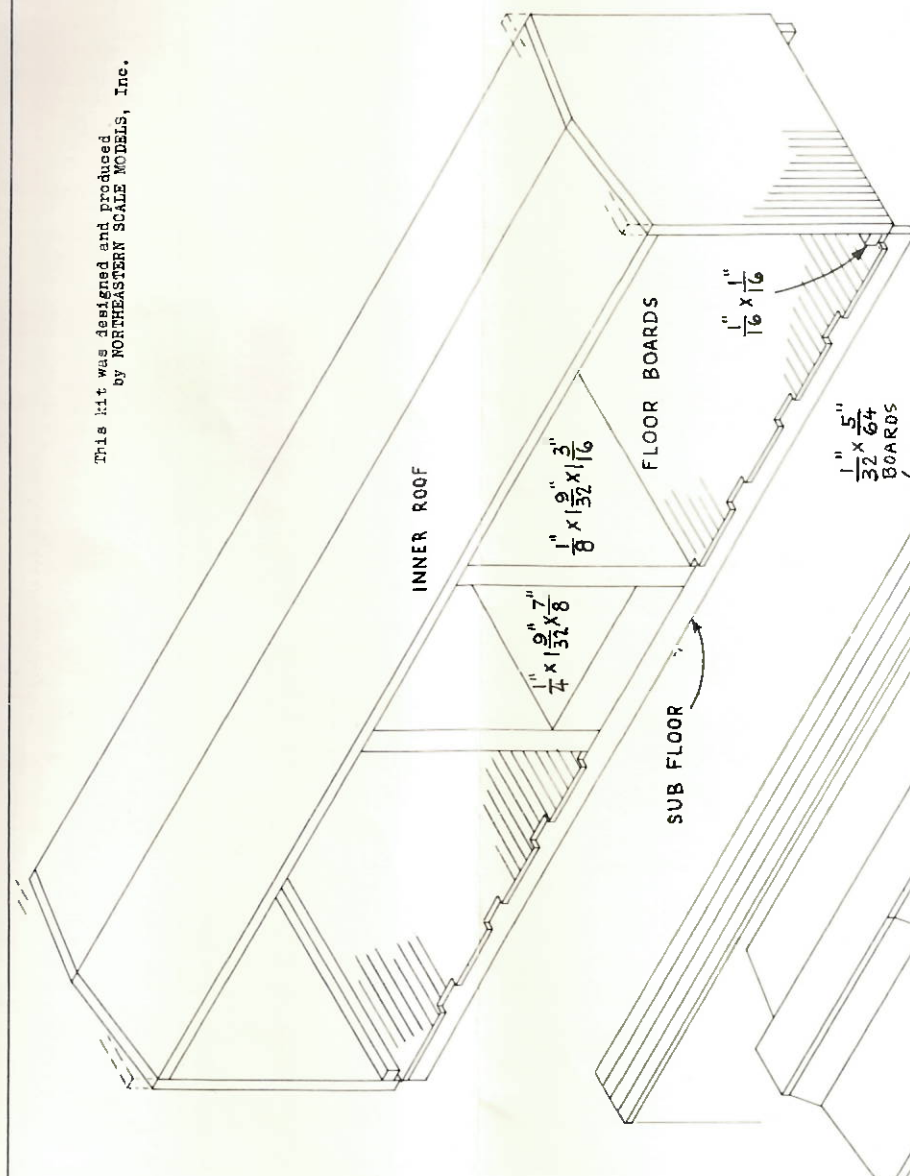 This kit was designed and produced
by NORTHEASTERN SCALE MODELS, Inc.
INNER ROOF
1/4" x 1 9/32" x 7/8"
1/8" x 1 9/32" x 1 3/16"
FLOOR BOARDS
1/16" x 1/16"
SUB FLOOR
1/32" x 5/64"
BOARDS